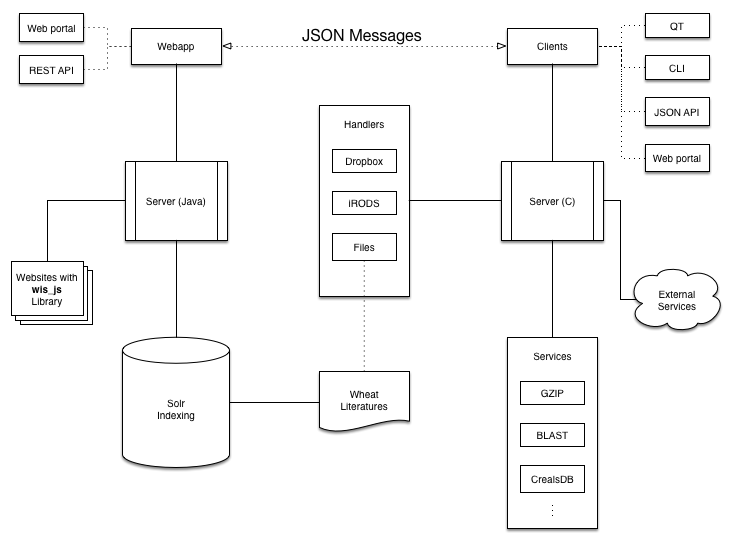 Web portal
REST API
Webapp
JSON Messages
Clients
QT
CLI
JSON API
Web portal
Server (Java)
Websites with
wis_js
Library
Solr
Indexing
Handlers
Dropbox
iRODS
Files
Wheat
Literatures
Server (C)
External
Services
Services
GZIP
BLAST
CrealsDB